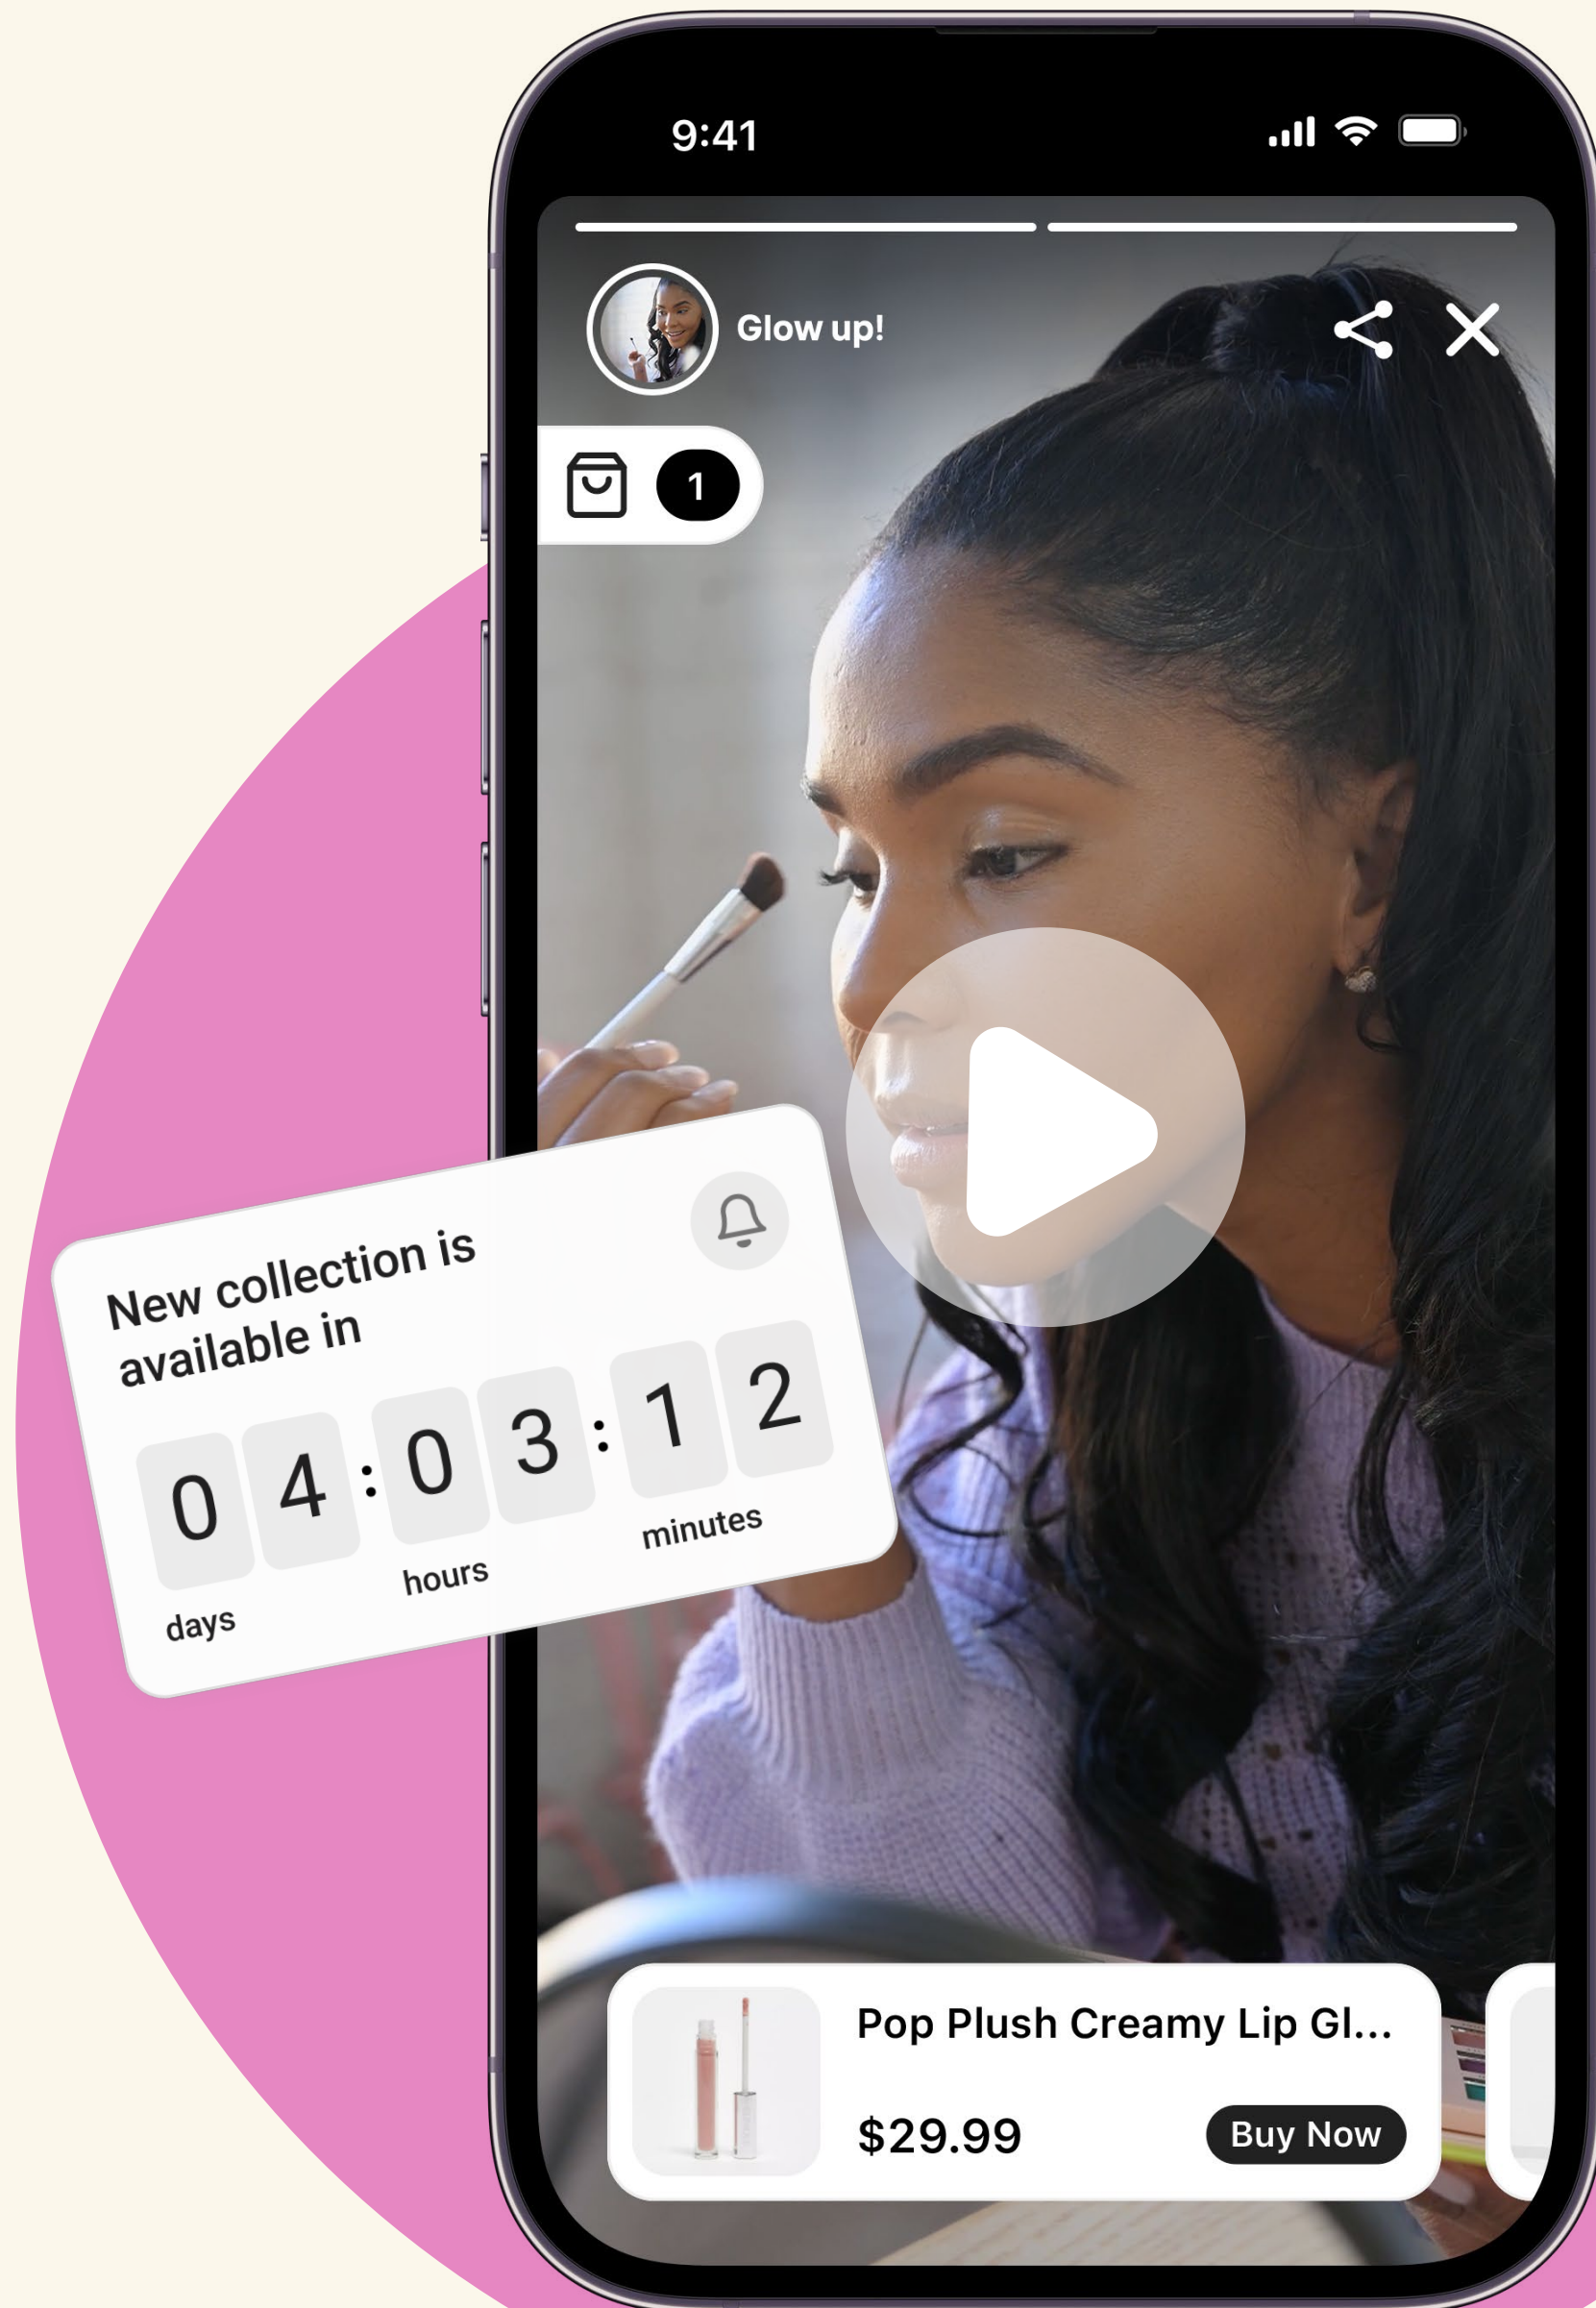 9:41
Glow up!
1
New collection is
available in
04:03:12
days hours minutes
Pop Plush Creamy Lip Gl...
$29.99
Buy Now